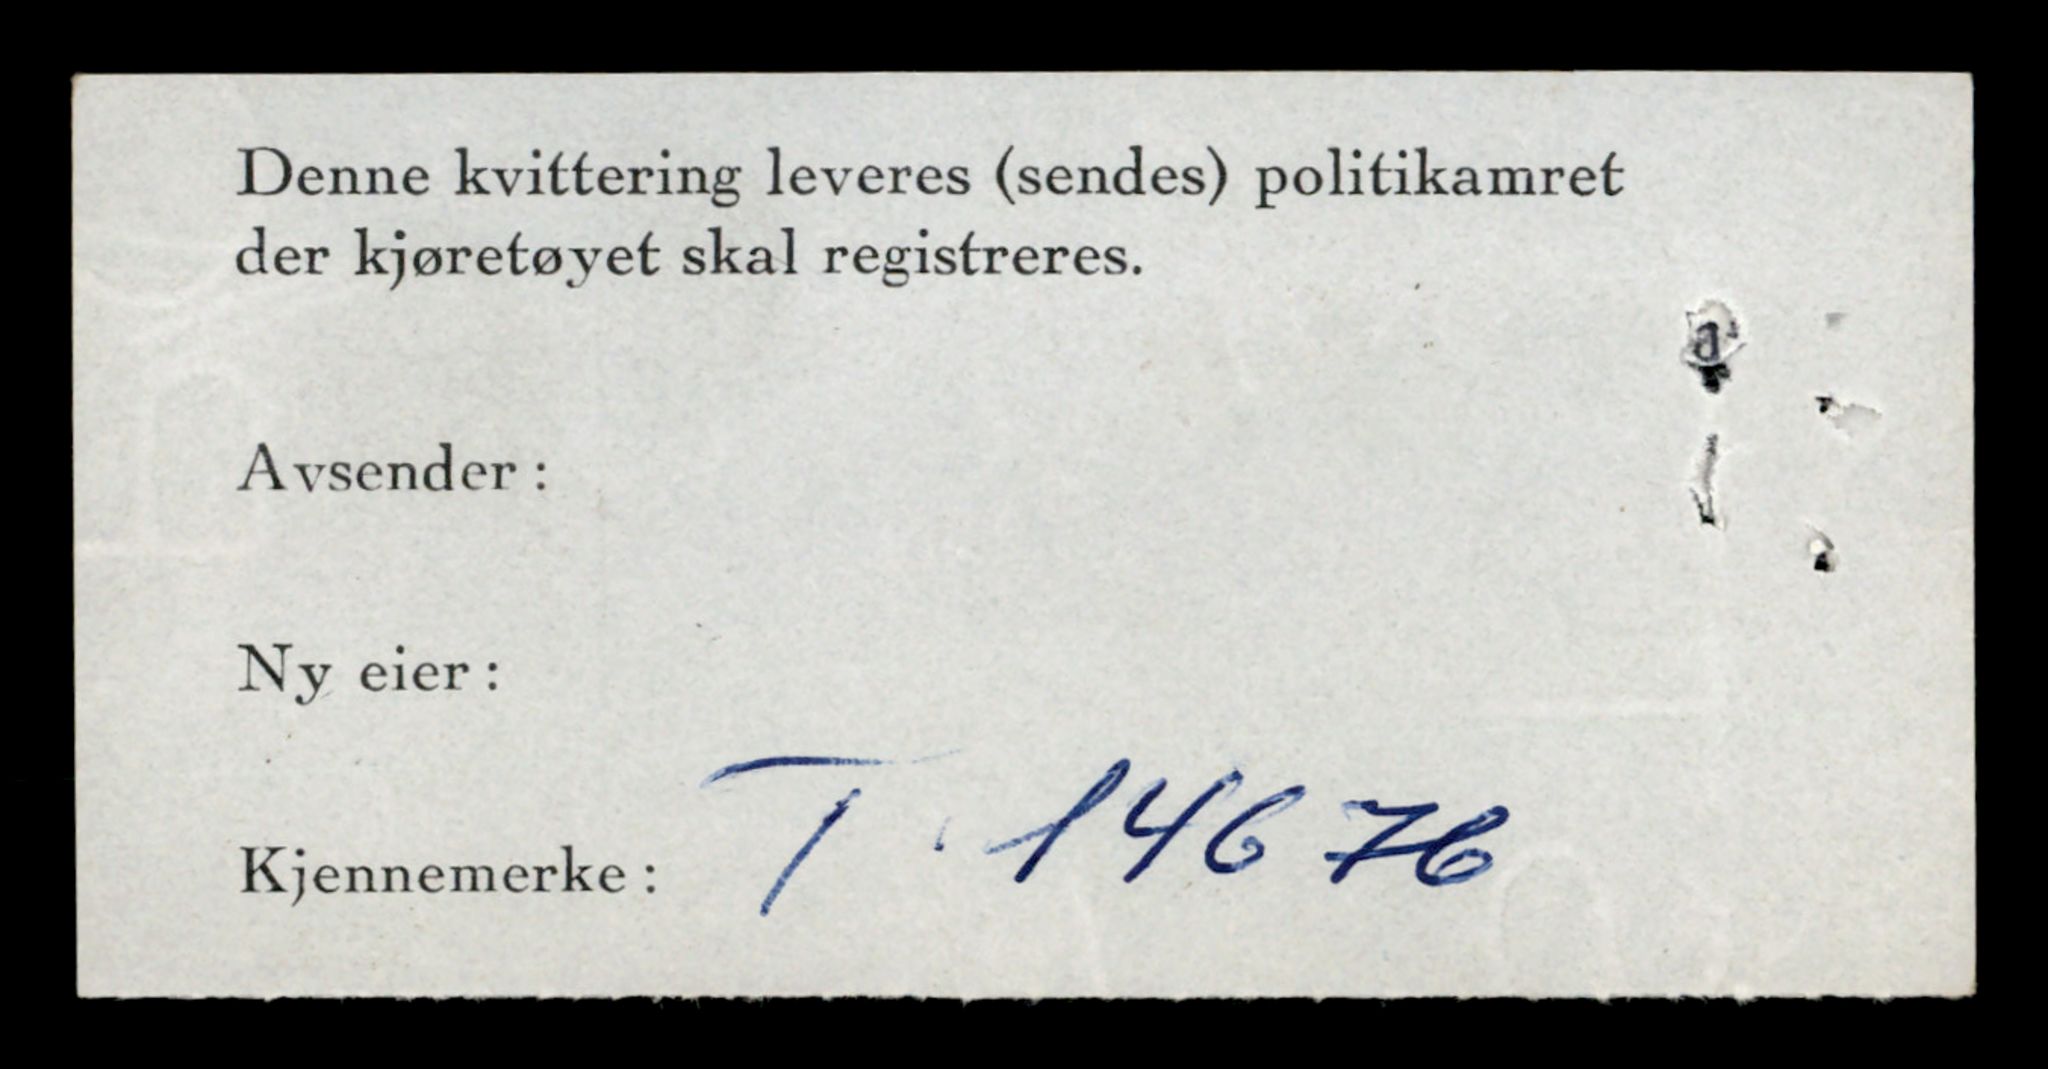 Denne kvittering leveres (sendes) politikamret
der kjøretøyet skal registreres.
Avsender:
Ny eier:
Kjennemerke: T 14676